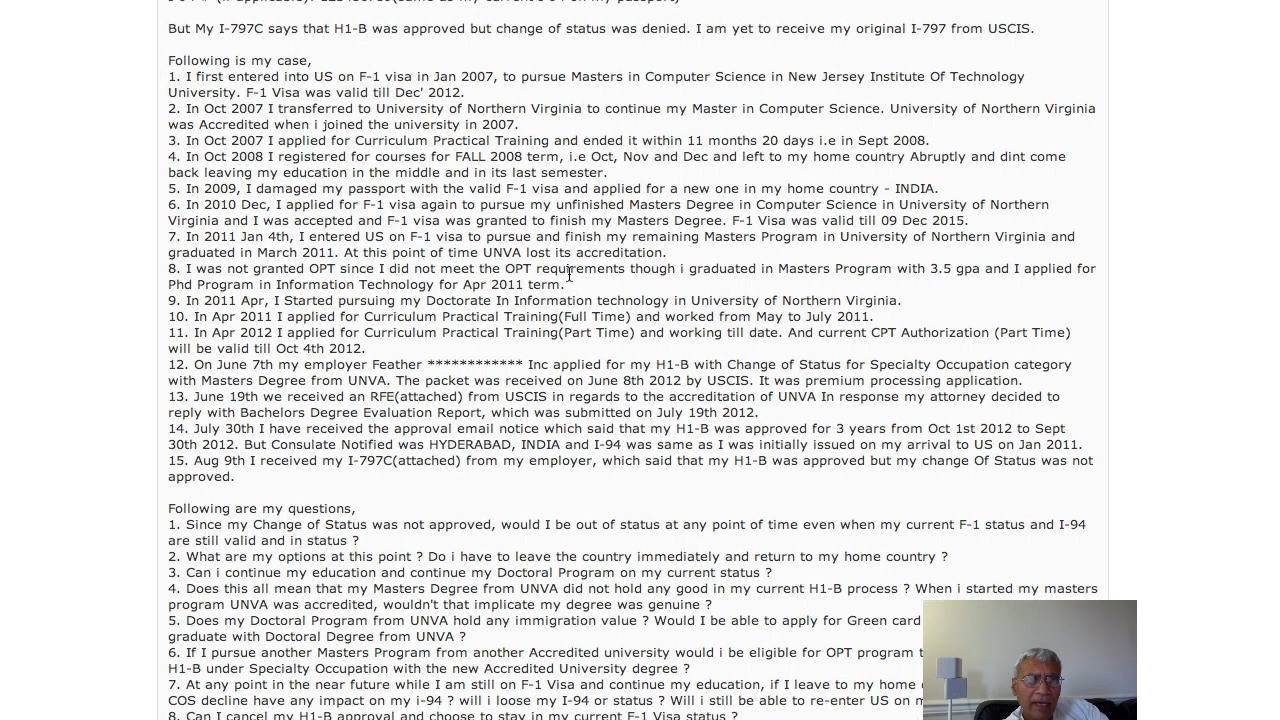 But My I-797C says that H1-B was approved but change of status was denied. I am yet to receive my original I-797 from USCIS.
Following is my case,
1. I first entered into US on F-1 visa in Jan 2007, to pursue Masters in Computer Science in New Jersey Institute Of Technology
University. F-1 Visa was valid till Dec' 2012.
2. In Oct 2007 I transferred to University of Northern Virginia to continue my Master in Computer Science. University of Northern Virginia
was Accredited when i joined the university in 2007.
3. In Oct 2007 I applied for Curriculum Practical Training and ended it within 11 months 20 days i.e in Sept 2008.
4. In Oct 2008 I registered for courses for FALL 2008 term, i.e Oct, Nov and Dec and left to my home country Abruptly and dint come
back leaving my education in the middle and in its last semester.
5. In 2009, I damaged my passport with the valid F-1 visa and applied for a new one in my home country - INDIA.
6. In 2010 Dec, I applied for F-1 visa again to pursue my unfinished Masters Degree in Computer Science in University of Northern
Virginia and I was accepted and F-1 visa was granted to finish my Masters Degree. F-1 Visa was valid till 09 Dec 2015.
7. In 2011 Jan 4th, I entered US on F-1 visa to pursue and finish my remaining Masters Program in University of Northern Virginia and
graduated in March 2011. At this point of time UNVA lost its accreditation.
8. I was not granted OPT since I did not meet the OPT requirements though i graduated in Masters Program with 3.5 gpa and I applied for
Phd Program in Information Technology for Apr 2011 term.
9. In 2011 Apr, I Started pursuing my Doctorate In Information technology in University of Northern Virginia.
10. In Apr 2011 I applied for Curriculum Practical Training(Full Time) and worked from May to July 2011.
11. In Apr 2012 I applied for Curriculum Practical Training(Part Time) and working till date. And current CPT Authorization (Part Time)
will be valid till Oct 4th 2012.
12. On June 7th my employer Feather ************ Inc applied for my H1-B with Change of Status for Specialty Occupation category
with Masters Degree from UNVA. The packet was received on June 8th 2012 by USCIS. It was premium processing application.
13. June 19th we received an RFE(attached) from USCIS in regards to the accreditation of UNVA In response my attorney decided to
reply with Bachelors Degree Evaluation Report, which was submitted on July 19th 2012.
14. July 30th I have received the approval email notice which said that my H1-B was approved for 3 years from Oct 1st 2012 to Sept
30th 2012. But Consulate Notified was HYDERABAD, INDIA and I-94 was same as I was initially issued on my arrival to US on Jan 2011.
15. Aug 9th I received my I-797C(attached) from my employer, which said that my H1-B was approved but my change Of Status was not
approved.
Following are my questions,
1. Since my Change of Status was not approved, would I be out of status at any point of time even when my current F-1 status and I-94
are still valid and in status ?
2. What are my options at this point ? Do i have to leave the country immediately and return to my home country ?
3. Can i continue my education and continue my Doctoral Program on my current status ?
4. Does this all mean that my Masters Degree from UNVA did not hold any good in my current H1-B process ? When i started my masters
program UNVA was accredited, wouldn't that implicate my degree was genuine ?
5. Does my Doctoral Program from UNVA hold any immigration value ? Would I be able to apply for Green card
graduate with Doctoral Degree from UNVA ?
6. If I pursue another Masters Program from another Accredited university would i be eligible for OPT program
H1-B under Specialty Occupation with the new Accredited University degree ?
7. At any point in the near future while I am still on F-1 Visa and continue my education, if I leave to my home
COS decline have any impact on my i-94 ? will i loose my I-94 or status ? Will i still be able to re-enter US on
8. Can I cancel my H1-B approval and choose to stay in my current F-1 Visa status ?